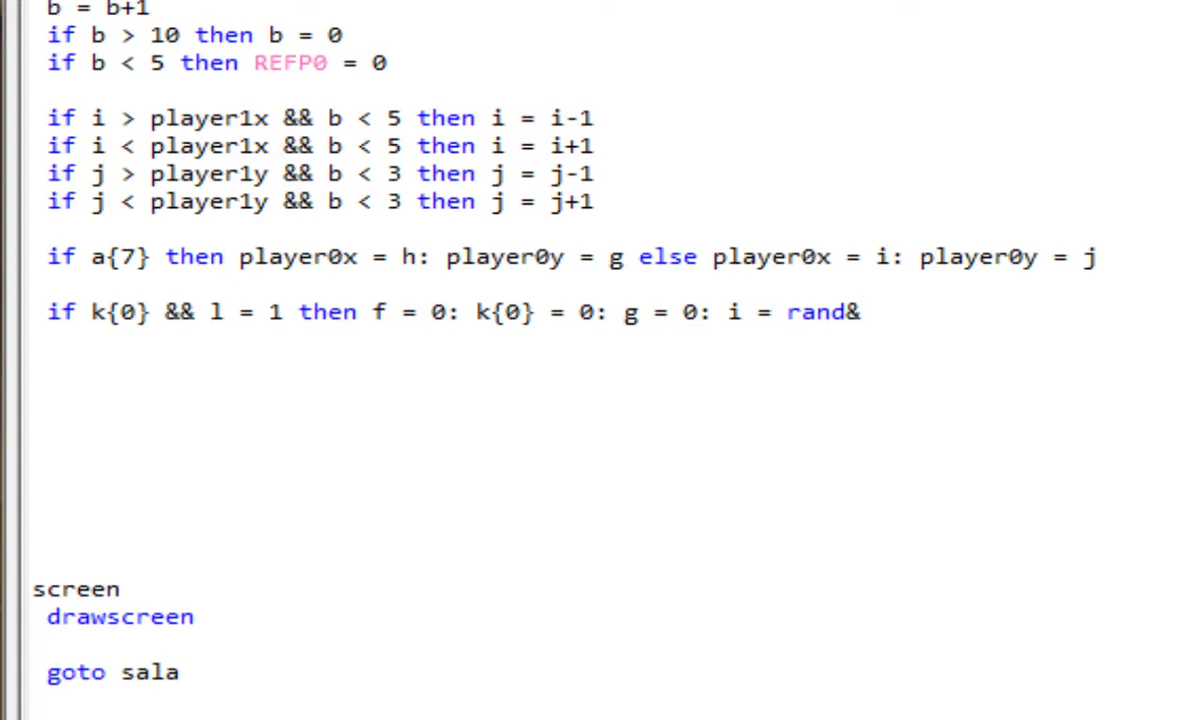 b = b+1
if b > 10 then b = 0
if b < 5 then REFP0 = 0
if i > player1x && b < 5 then i = i-1
if i < player1x && b < 5 then i = i+1
if j > player1y && b < 3 then j = j-1
if j < player1y && b < 3 then j = j+1
if a{7} then player0x = h: player0y = g else player0x = i: player0y = j
if k{0} && l = 1 then f = 0: k{0} = 0: g = 0: i = rand&
screen
drawscreen
goto sala